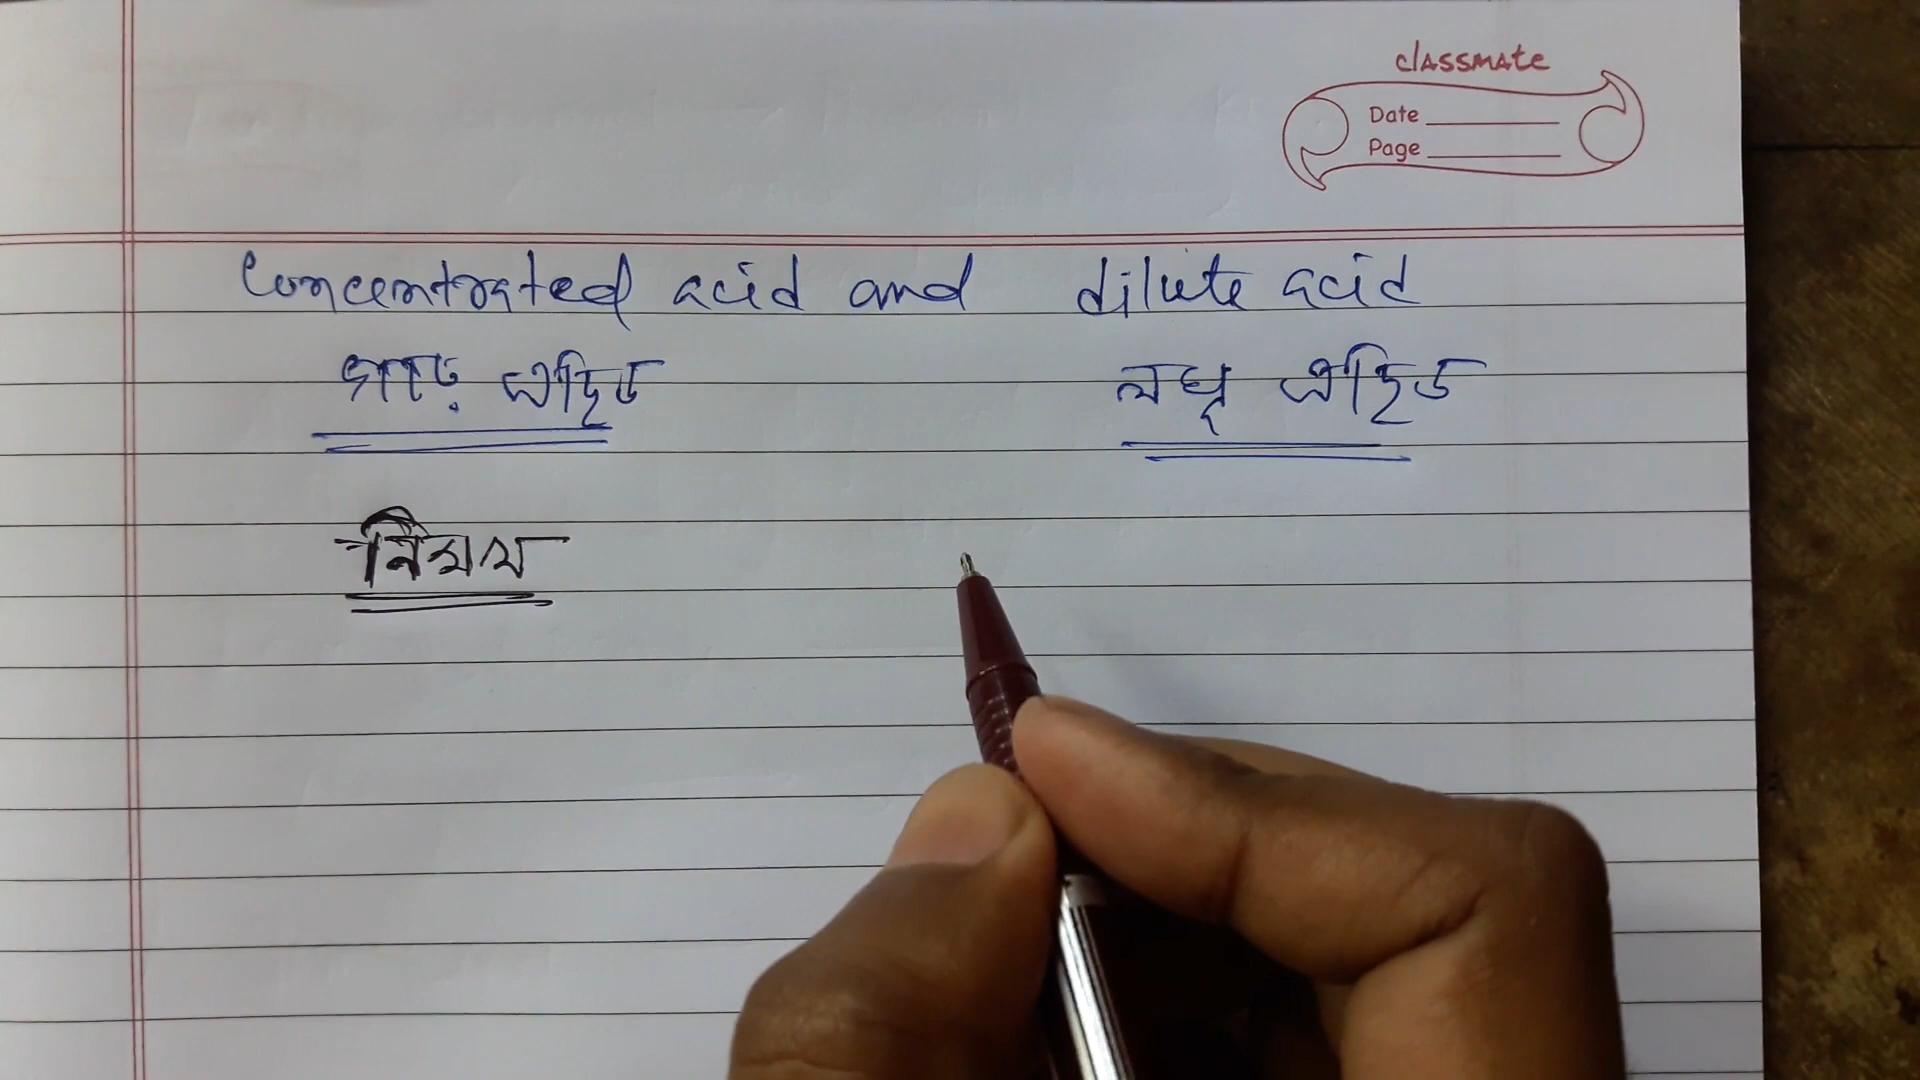 classmate
Date
Page
Concentrated acid and dilute acid
গাঢ় এছিড লঘু এছিড